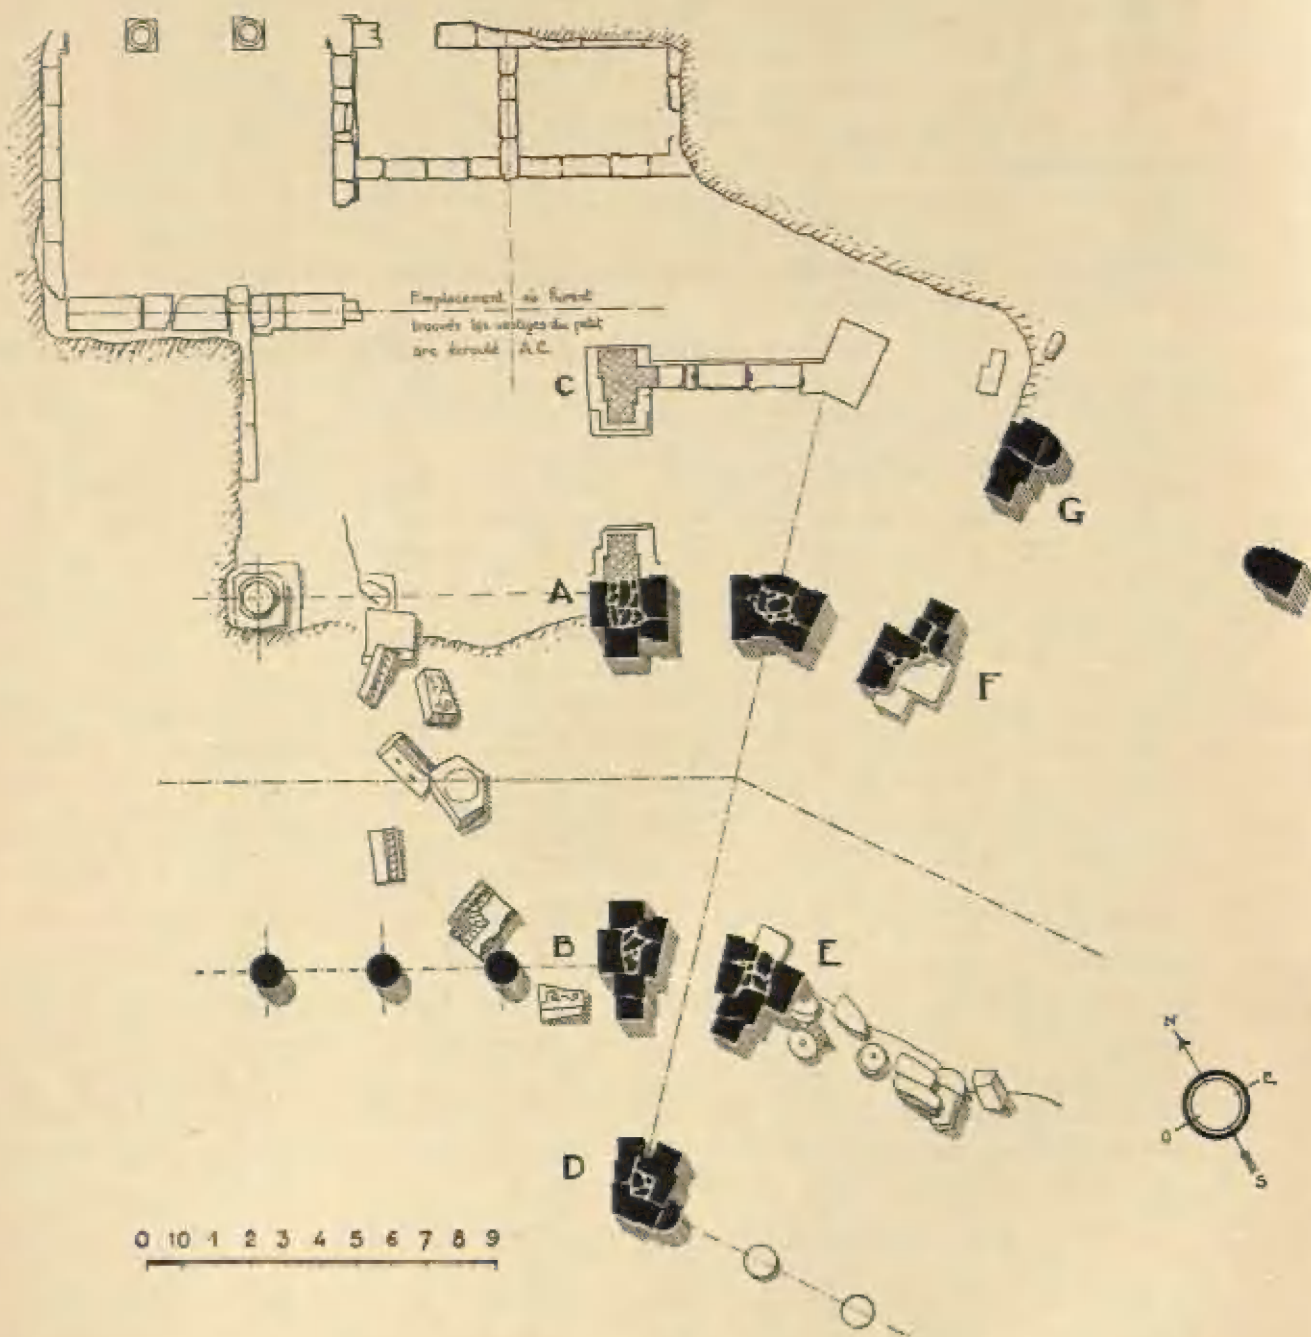 Emplacement où furent
trouvés les vestiges du petit
arc écroulé A.C.
C
G
A
F
B
E
N
E
O
S
D
0 10 1 2 3 4 5 6 7 8 9